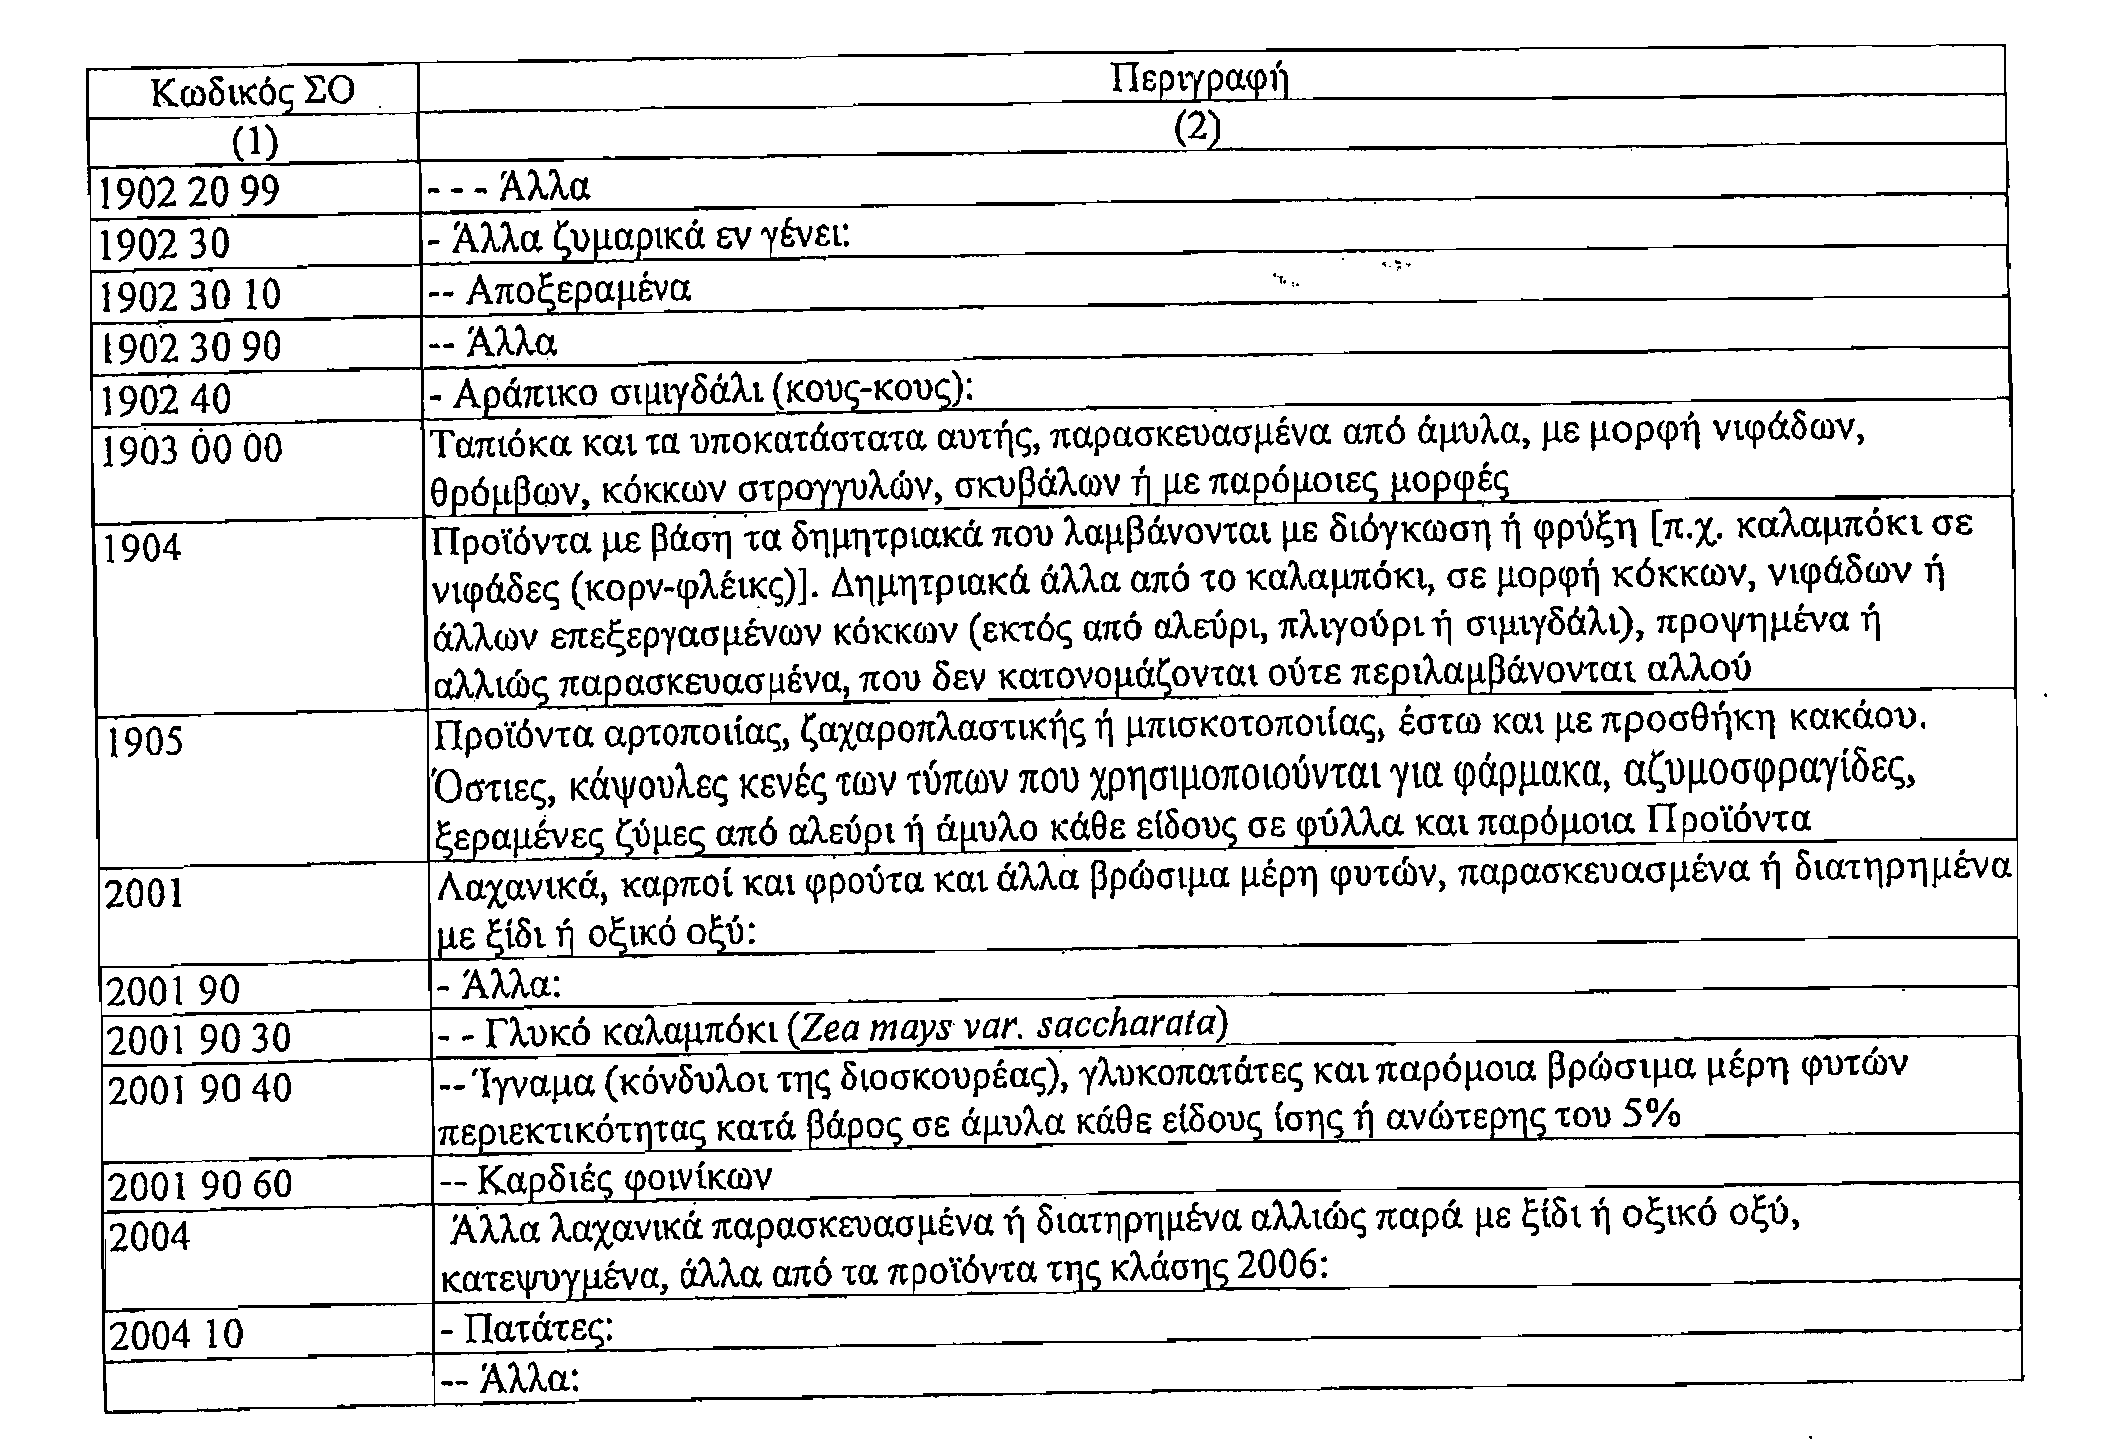 Κωδικός ΣΟ Περιγραφή
(1) (2)
1902 20 99 - - - Άλλα
1902 30 - Άλλα ζυμαρικά εν γένει:
1902 30 10 -- Αποξεραμένα
1902 30 90 -- Άλλα
1902 40 - Αράπικο σιμιγδάλι (κους-κους):
1903 00 00 Ταπιόκα και τα υποκατάστατα αυτής, παρασκευασμένα από άμυλα, με μορφή νιφάδων,
θρόμβων, κόκκων στρογγυλών, σκυβάλων ή με παρόμοιες μορφές
1904 Προϊόντα με βάση τα δημητριακά που λαμβάνονται με διόγκωση ή φρύξη [π.χ. καλαμπόκι σε
νιφάδες (κορν-φλέικς)]. Δημητριακά άλλα από το καλαμπόκι, σε μορφή κόκκων, νιφάδων ή
άλλων επεξεργασμένων κόκκων (εκτός από αλεύρι, πλιγούρι ή σιμιγδάλι), προψημένα ή
αλλιώς παρασκευασμένα, που δεν κατονομάζονται ούτε περιλαμβάνονται αλλού
1905 Προϊόντα αρτοποιίας, ζαχαροπλαστικής ή μπισκοτοποιίας, έστω και με προσθήκη κακάου.
Όστιες, κάψουλες κενές των τύπων που χρησιμοποιούνται για φάρμακα, αζυμοσφραγίδες,
ξεραμένες ζύμες από αλεύρι ή άμυλο κάθε είδους σε φύλλα και παρόμοια Προϊόντα
2001 Λαχανικά, καρποί και φρούτα και άλλα βρώσιμα μέρη φυτών, παρασκευασμένα ή διατηρημένα
με ξίδι ή οξικό οξύ:
2001 90 - Άλλα:
2001 90 30 - - Γλυκό καλαμπόκι (Zea mays var. saccharata)
2001 90 40 -- Ίγναμα (κόνδυλοι της διοσκουρέας), γλυκοπατάτες και παρόμοια βρώσιμα μέρη φυτών
περιεκτικότητας κατά βάρος σε άμυλα κάθε είδους ίσης ή ανώτερης του 5%
2001 90 60 -- Καρδιές φοινίκων
2004 Άλλα λαχανικά παρασκευασμένα ή διατηρημένα αλλιώς παρά με ξίδι ή οξικό οξύ,
κατεψυγμένα, άλλα από τα προϊόντα της κλάσης 2006:
2004 10 - Πατάτες:
-- Άλλα: